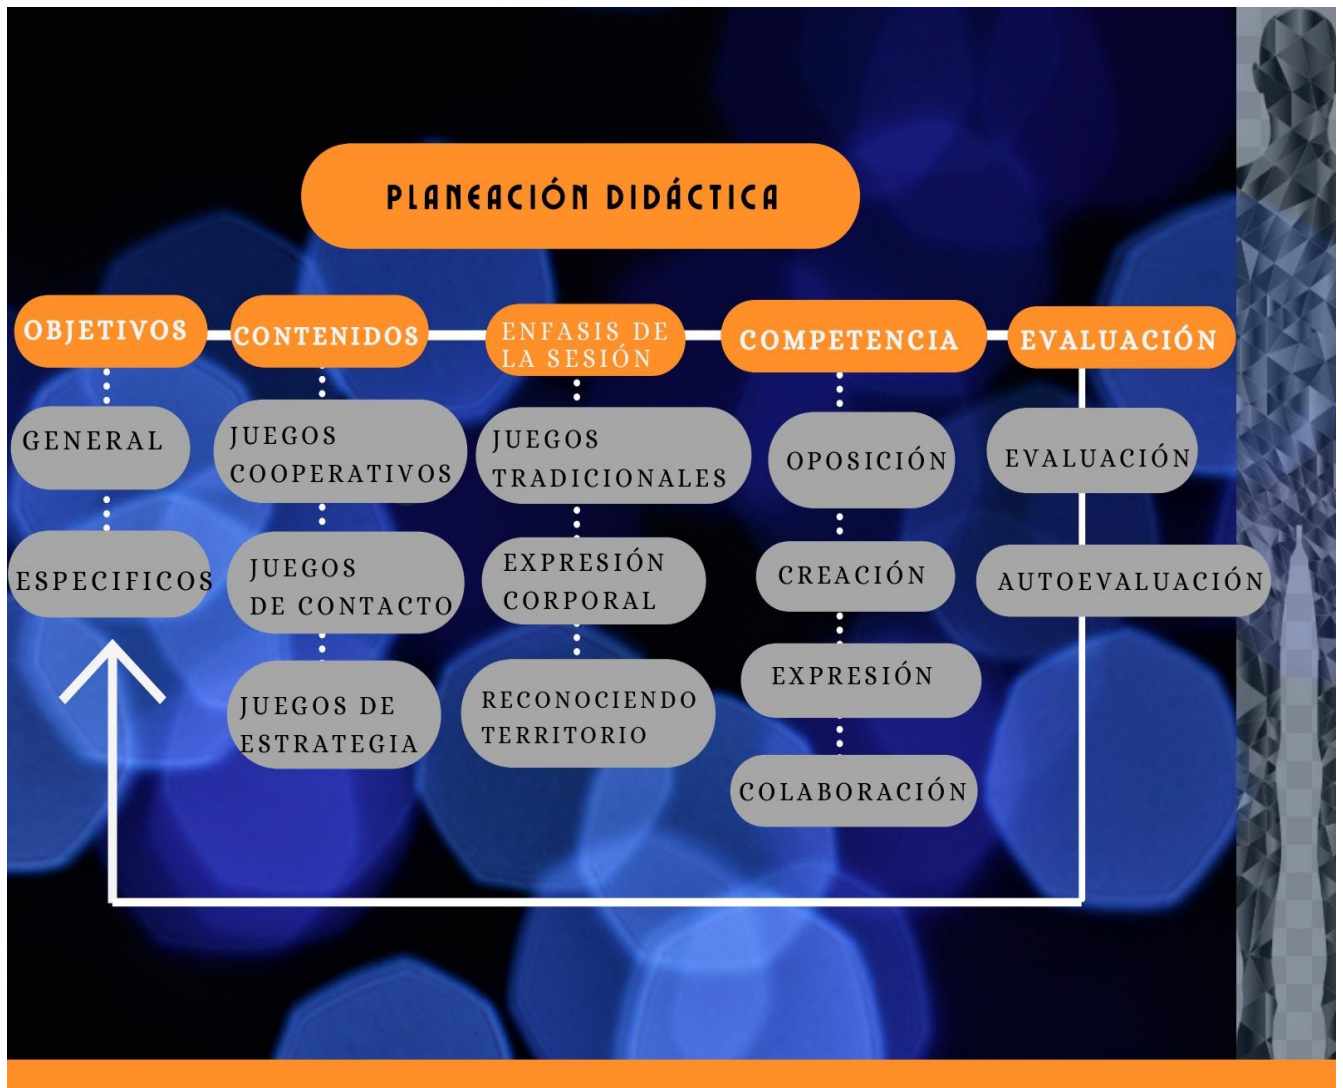 PLANEACIÓN DIDÁCTICA
OBJETIVOS
GENERAL
ESPECIFICOS
CONTENIDOS
JUEGOS
COOPERATIVOS
JUEGOS
DE CONTACTO
JUEGOS DE
ESTRATEGIA
ENFASIS DE
LA SESIÓN
JUEGOS
TRADICIONALES
EXPRESIÓN
CORPORAL
RECONOCIENDO
TERRITORIO
COMPETENCIA
OPOSICIÓN
CREACIÓN
EXPRESIÓN
COLABORACIÓN
EVALUACIÓN
EVALUACIÓN
AUTOEVALUACIÓN